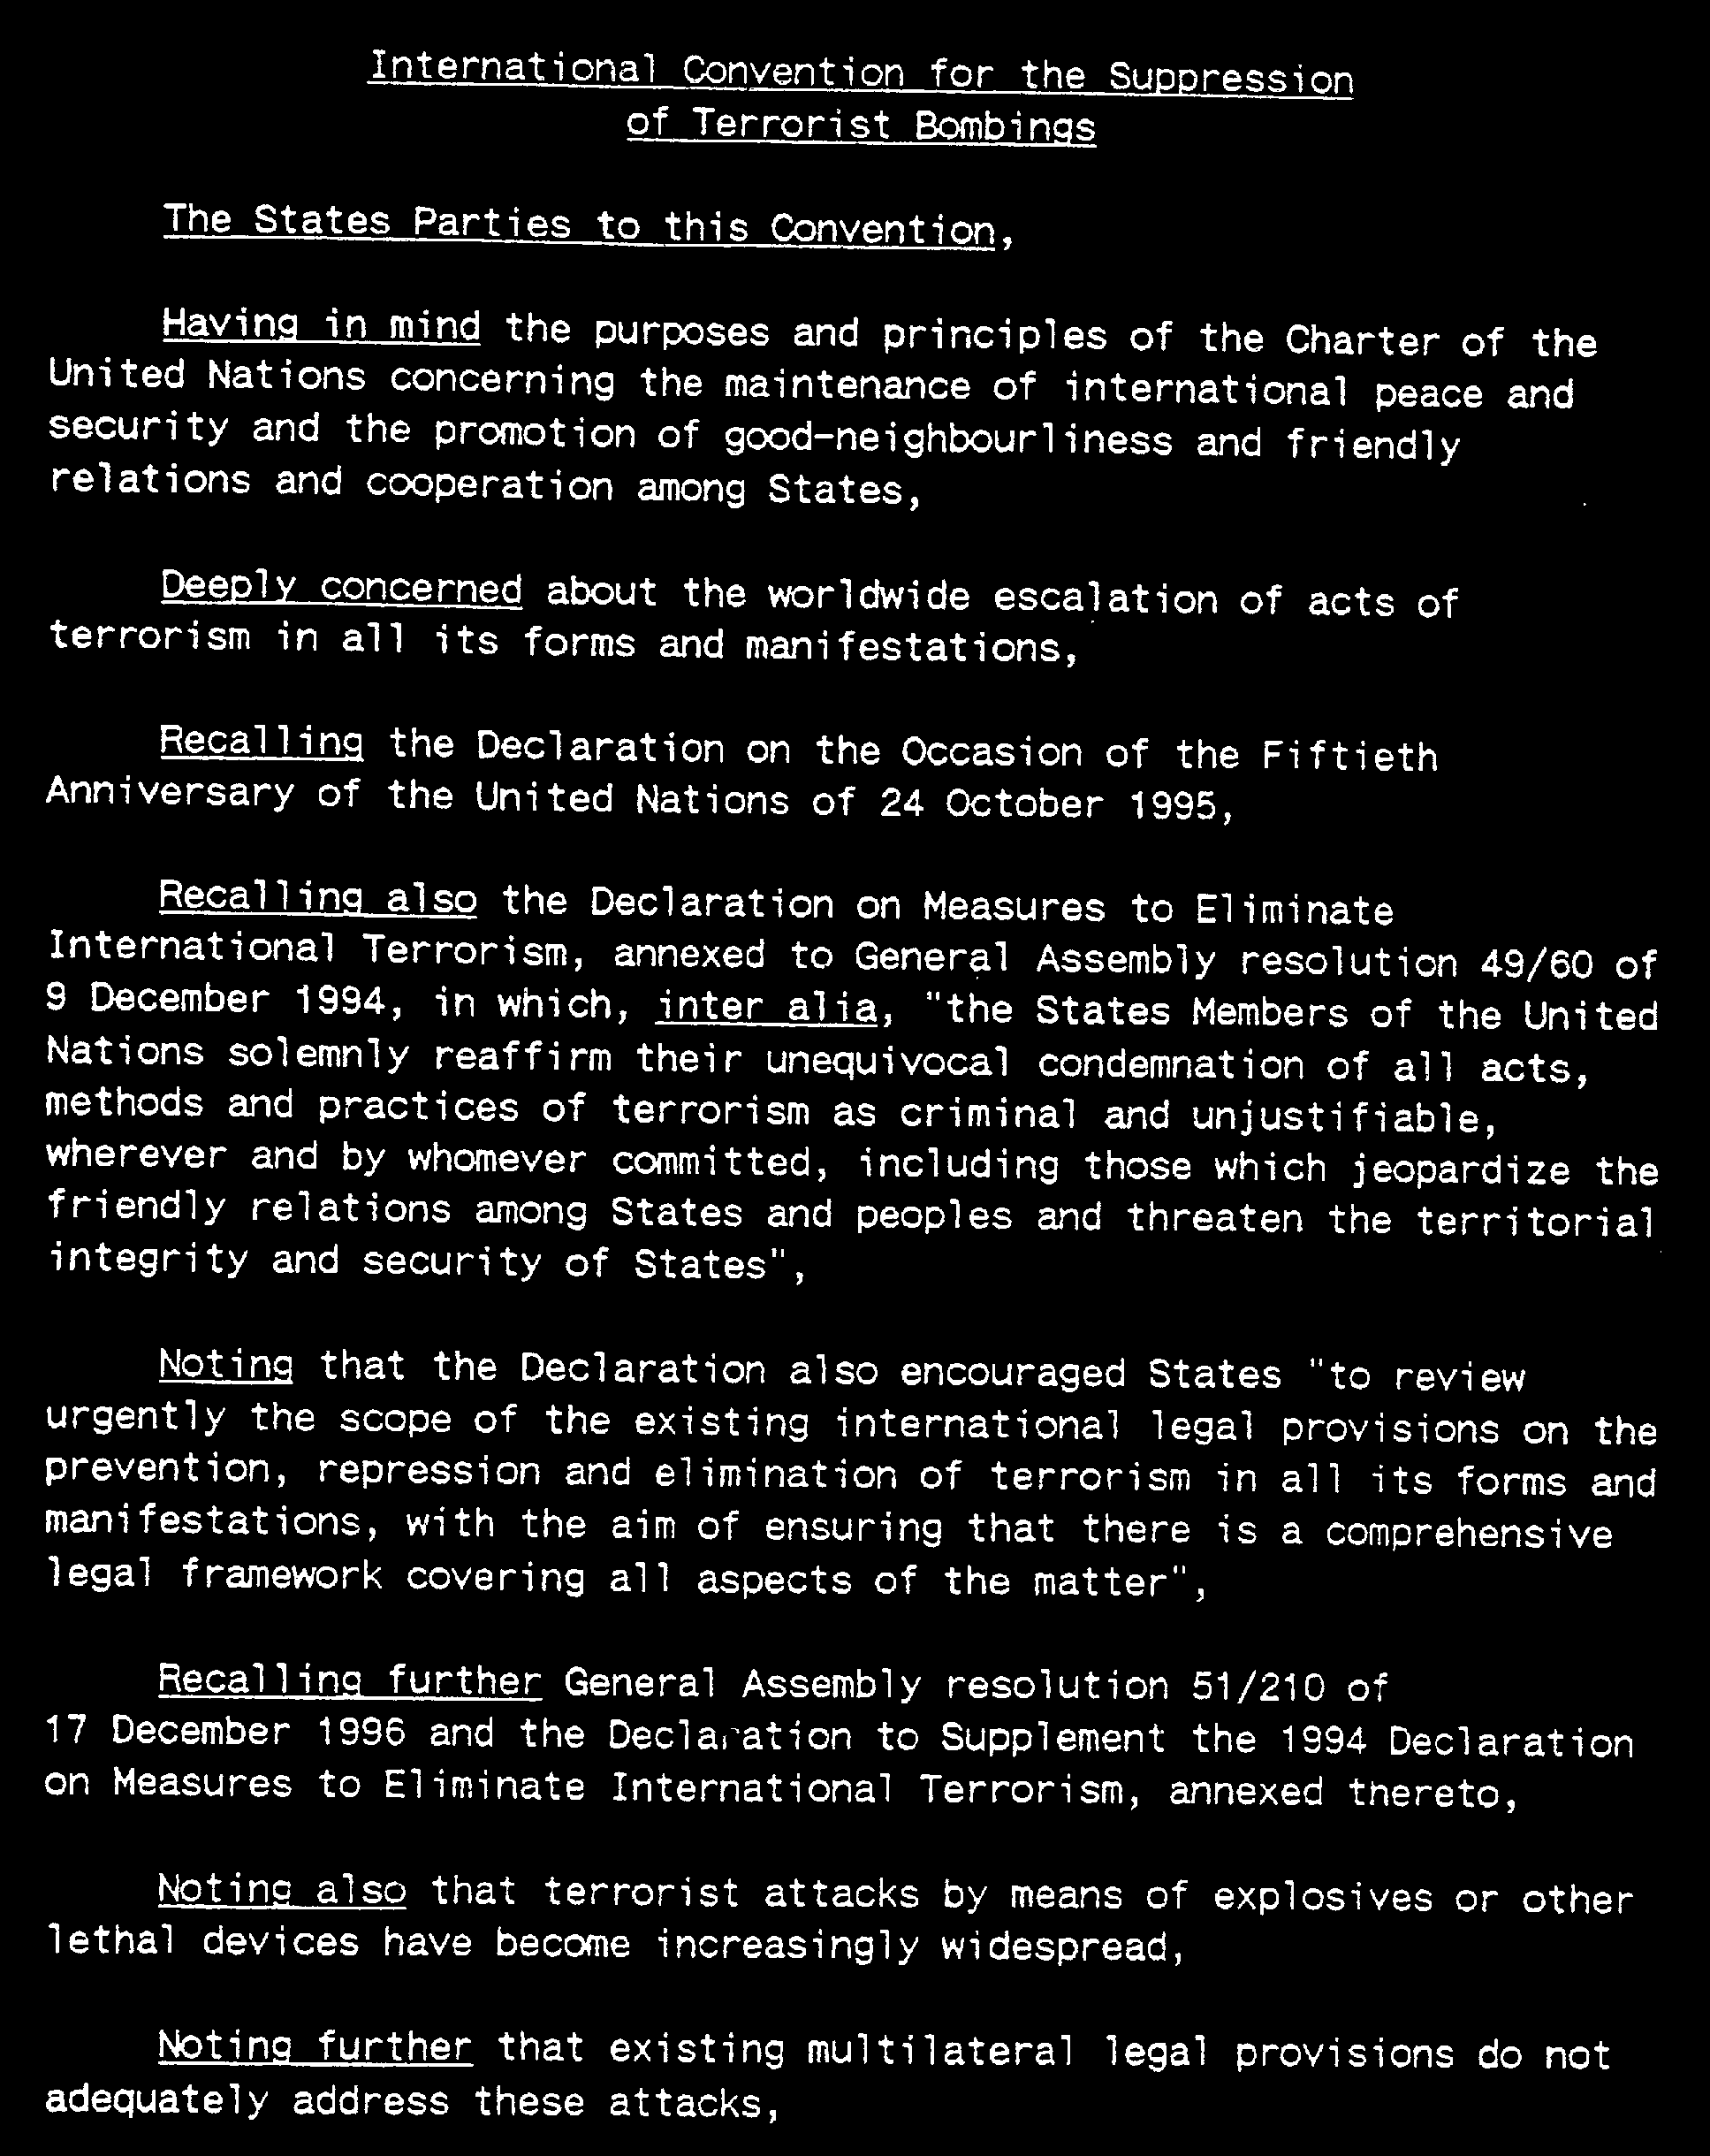 International Convention for the Suppression
of Terrorist Bombings
The States Parties to this Convention,
Having in mind the purposes and principles of the Charter of the
United Nations concerning the maintenance of international peace and
security and the promotion of good-neighbourliness and friendly
relations and cooperation among States,
Deeply concerned about the worldwide escalation of acts of
terrorism in all its forms and manifestations,
Recalling the Declaration on the Occasion of the Fiftieth
Anniversary of the United Nations of 24 October 1995,
Recalling also the Declaration on Measures to Eliminate
International Terrorism, annexed to General Assembly resolution 49/60 of
9 December 1994, in which, inter alia, "the States Members of the United
Nations solemnly reaffirm their unequivocal condemnation of all acts,
methods and practices of terrorism as criminal and unjustifiable,
wherever and by whomever committed, including those which jeopardize the
friendly relations among States and peoples and threaten the territorial
integrity and security of States",
Noting that the Declaration also encouraged States "to review
urgently the scope of the existing international legal provisions on the
prevention, repression and elimination of terrorism in all its forms and
manifestations, with the aim of ensuring that there is a comprehensive
legal framework covering all aspects of the matter",
Recalling further General Assembly resolution 51/210 of
17 December 1996 and the Declaration to Supplement the 1994 Declaration
on Measures to Eliminate International Terrorism, annexed thereto,
Noting also that terrorist attacks by means of explosives or other
lethal devices have become increasingly widespread,
Noting further that existing multilateral legal provisions do not
adequately address these attacks,